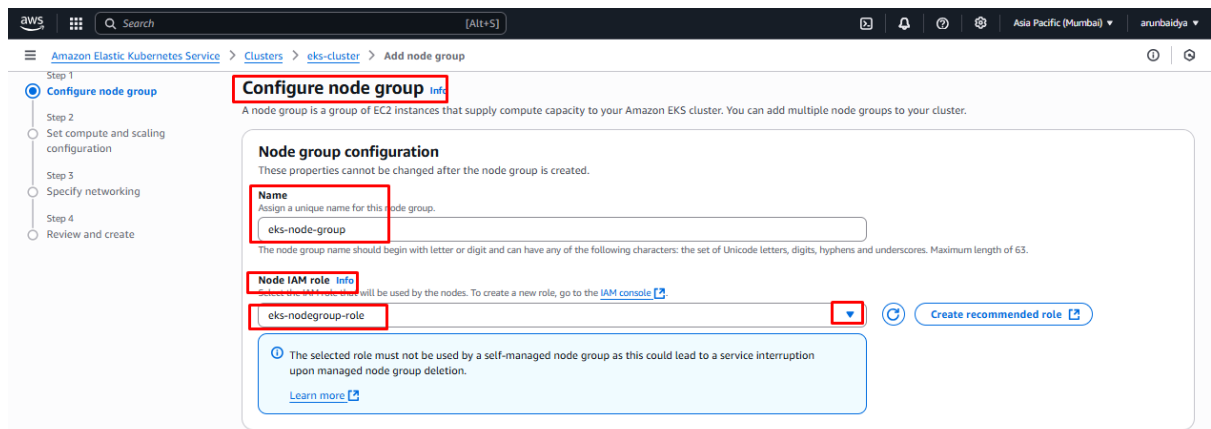 aws
Search
[Alt+S]
Asia Pacific (Mumbai)
arunbaidya
Amazon Elastic Kubernetes Service > Clusters > eks-cluster > Add node group
Step 1
Configure node group
Step 2
Set compute and scaling
configuration
Step 3
Specify networking
Step 4
Review and create
Configure node group Info
A node group is a group of EC2 instances that supply compute capacity to your Amazon EKS cluster. You can add multiple node groups to your cluster.
Node group configuration
These properties cannot be changed after the node group is created.
Name
Assign a unique name for this node group.
eks-node-group
The node group name should begin with letter or digit and can have any of the following characters: the set of Unicode letters, digits, hyphens and underscores. Maximum length of 63.
Node IAM role Info
Select the IAM role that will be used by the nodes. To create a new role, go to the IAM console.
eks-nodegroup-role
Create recommended role
The selected role must not be used by a self-managed node group as this could lead to a service interruption
upon managed node group deletion.
Learn more